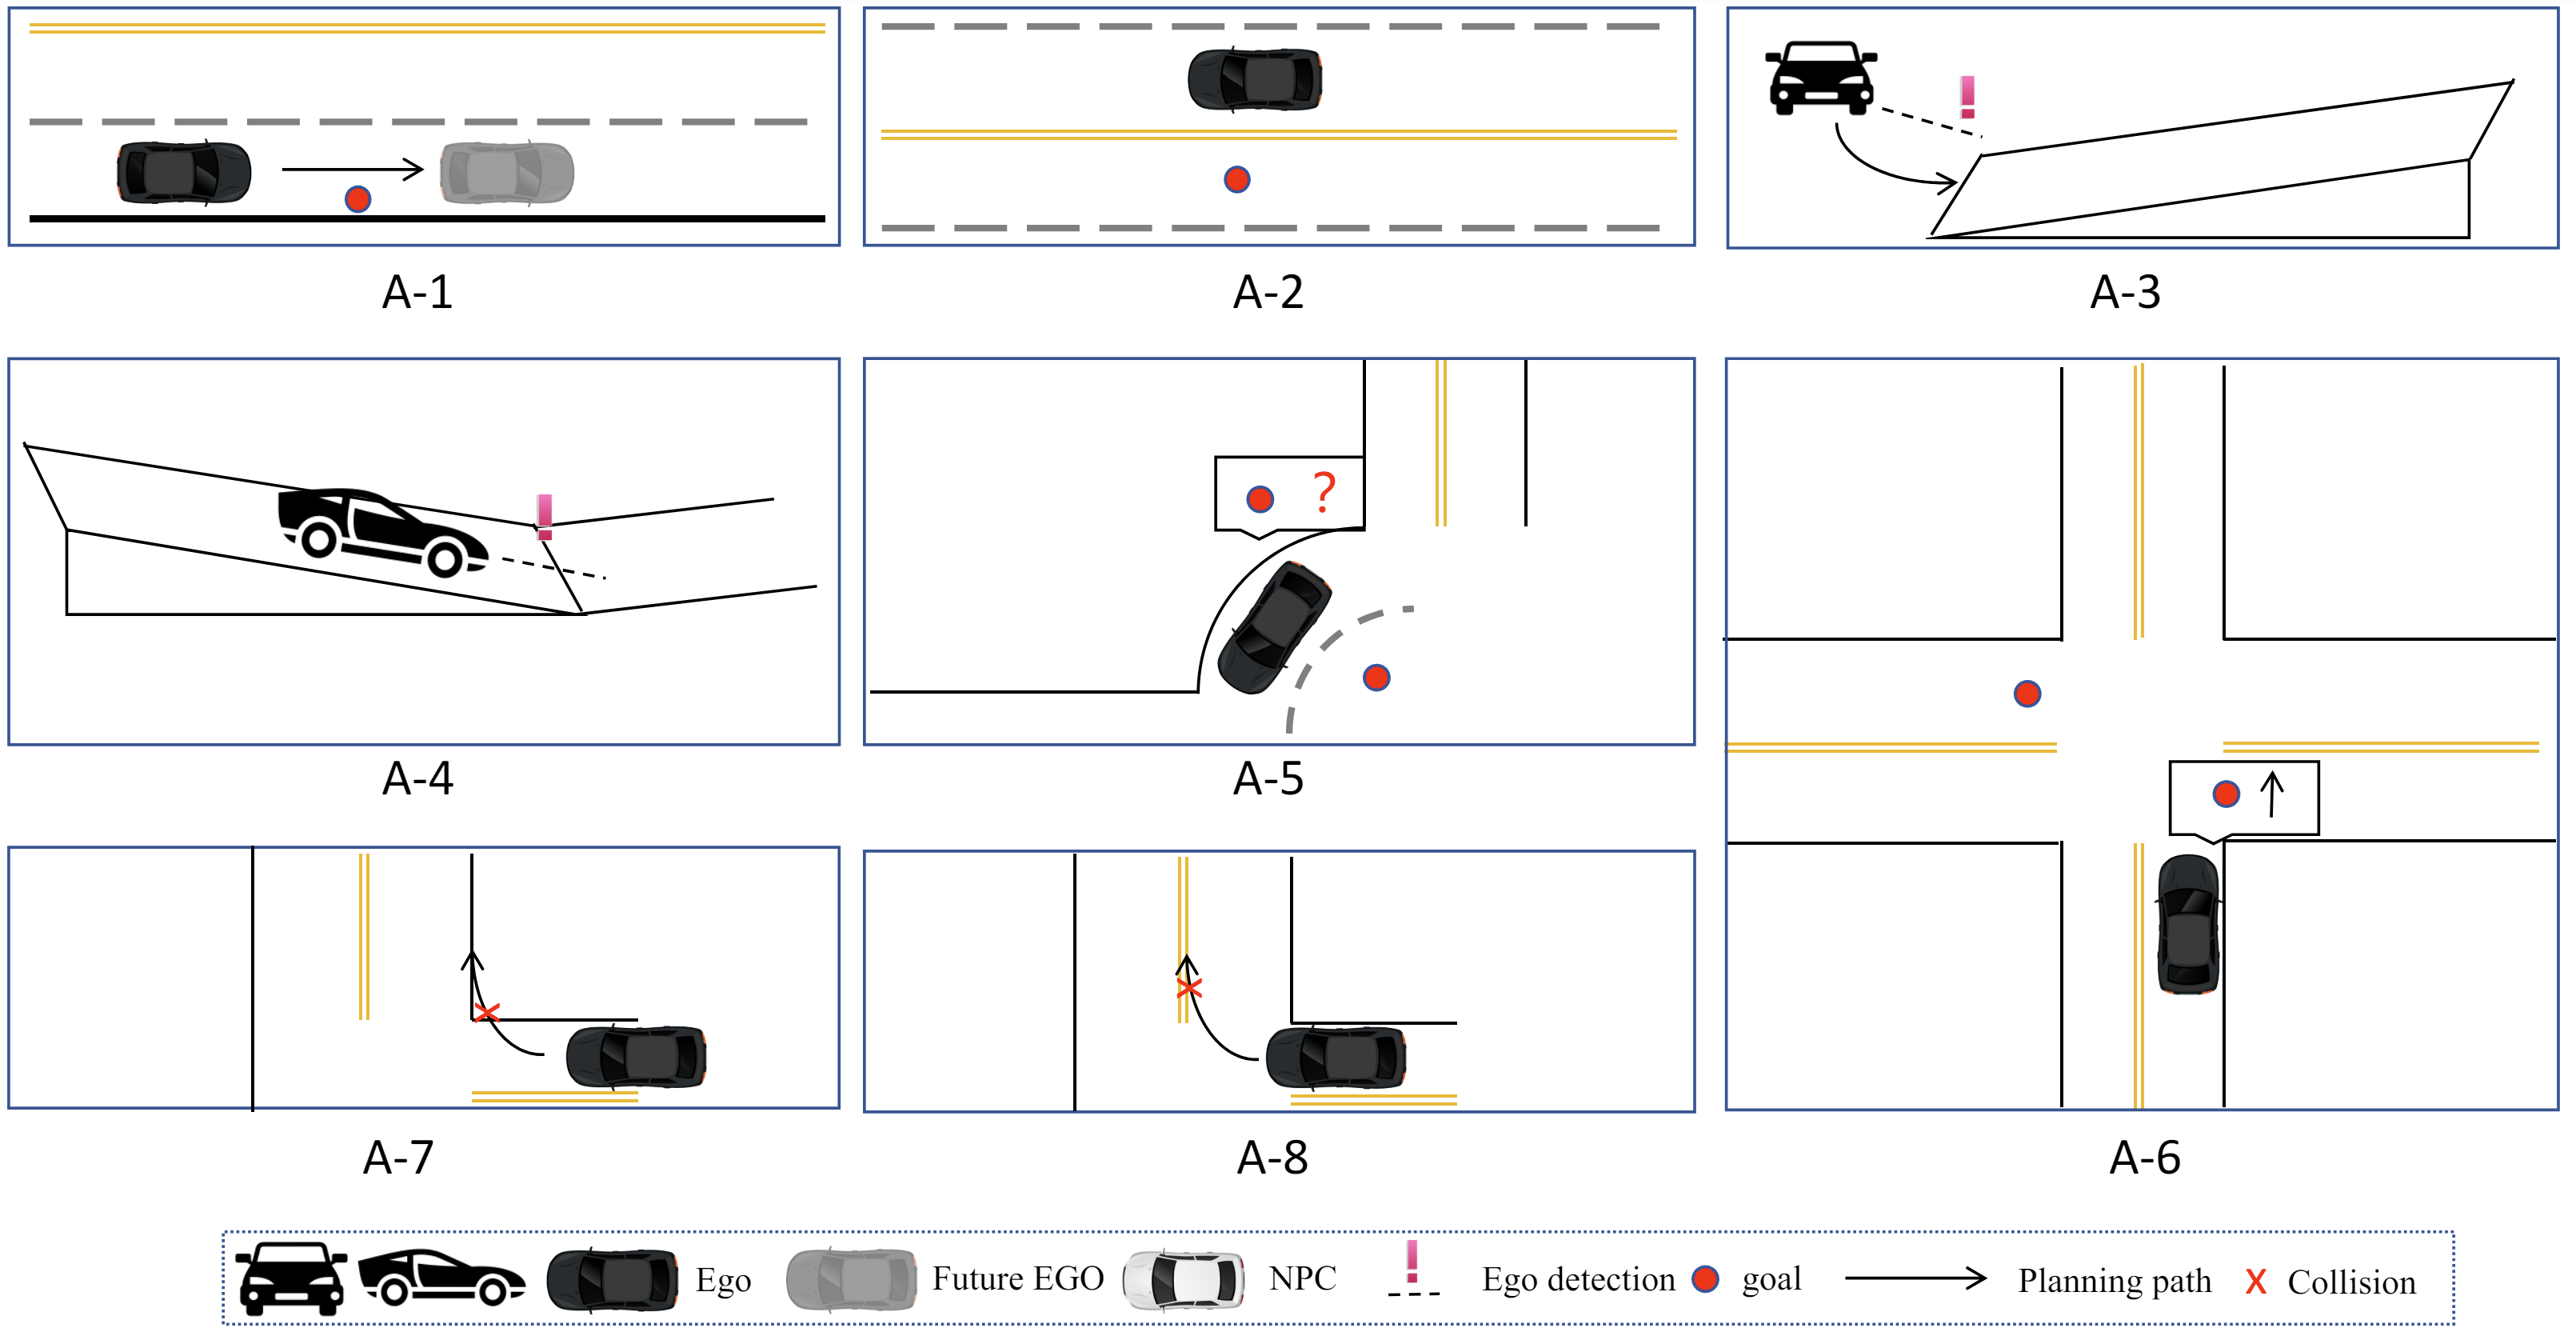 A-1
A-2
A-3
?
A-4
A-5
A-7
A-8
A-6
Ego
Future EGO
NPC
Ego detection
goal
Planning path
X
Collision